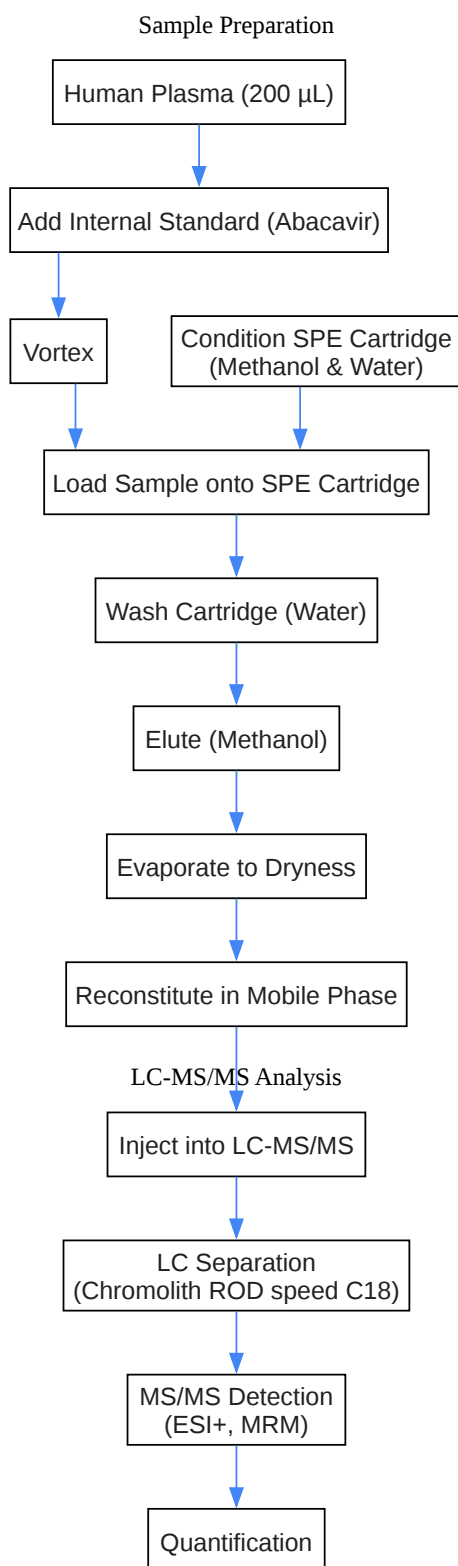 Sample Preparation
Human Plasma (200 µL)
Add Internal Standard (Abacavir)
Vortex
Condition SPE Cartridge
(Methanol & Water)
Load Sample onto SPE Cartridge
Wash Cartridge (Water)
Elute (Methanol)
Evaporate to Dryness
Reconstitute in Mobile Phase
LC-MS/MS Analysis
Inject into LC-MS/MS
LC Separation
(Chromolith ROD speed C18)
MS/MS Detection
(ESI+, MRM)
Quantification